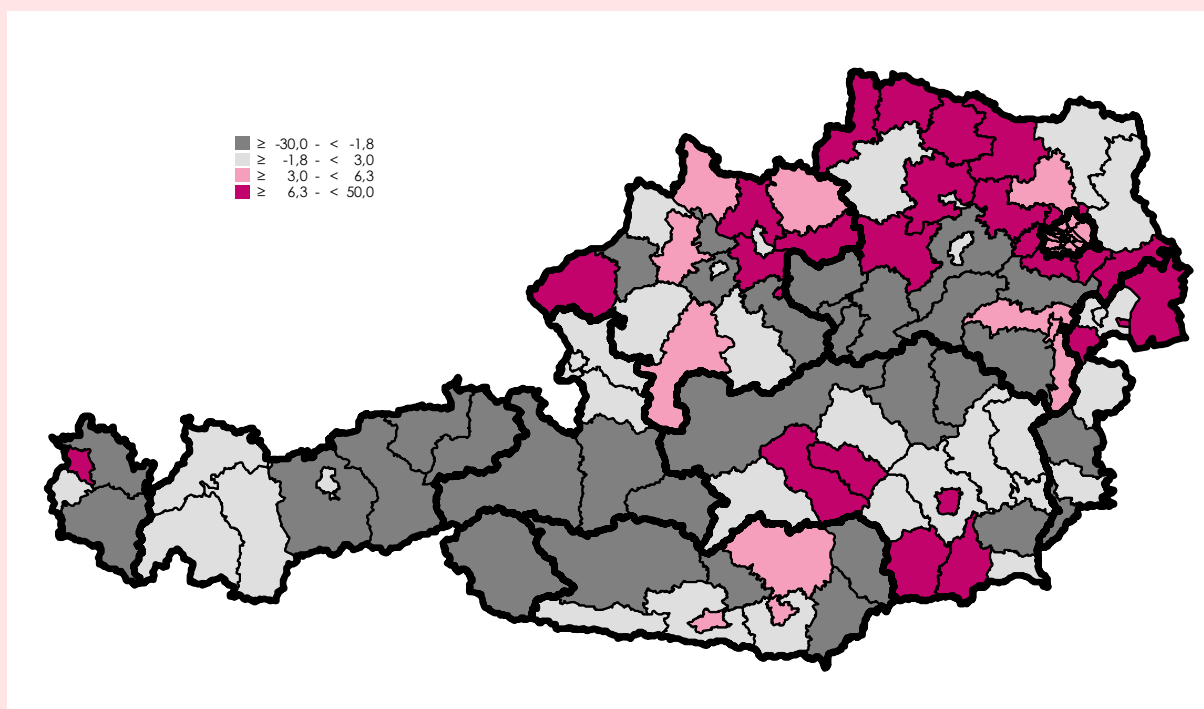 ≥ -30,0 - < -1,8
≥ -1,8 - < 3,0
≥ 3,0 - < 6,3
≥ 6,3 - < 50,0